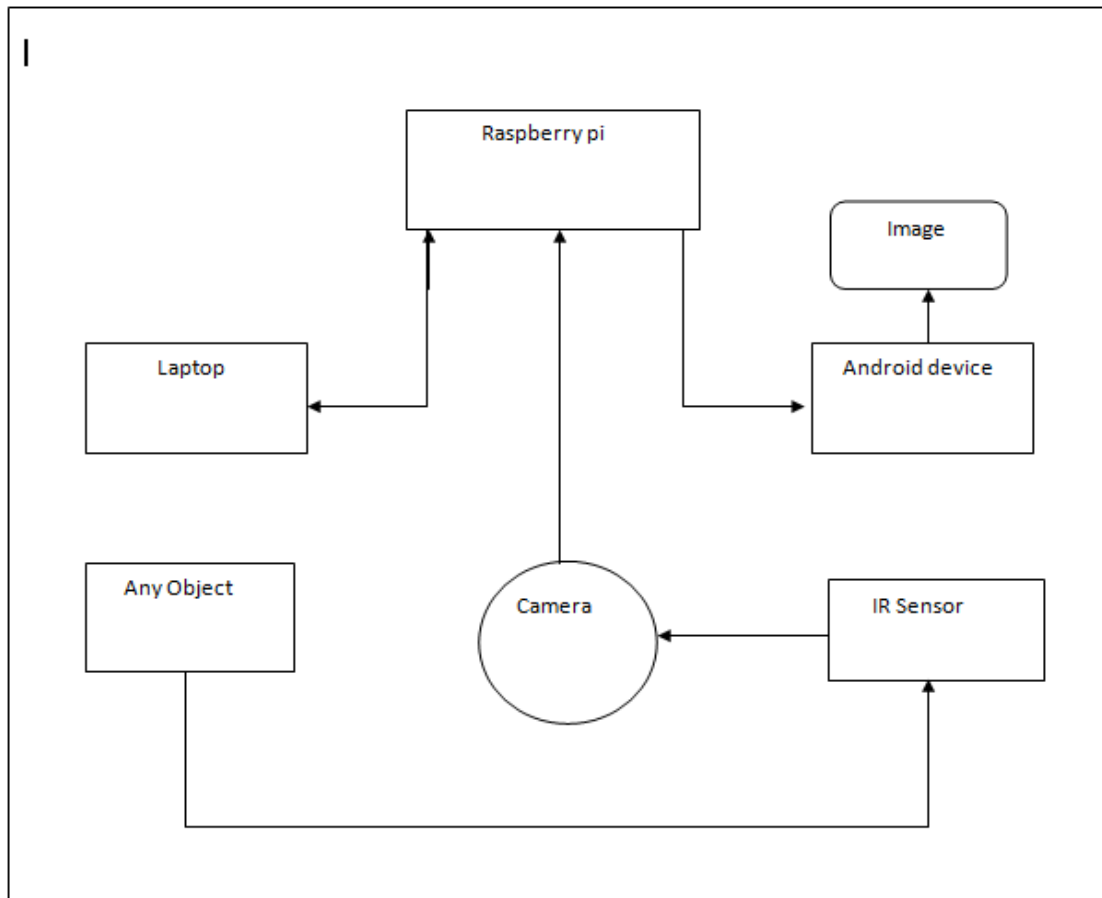 Raspberry pi
Image
Laptop
Android device
Any Object
Camera
IR Sensor